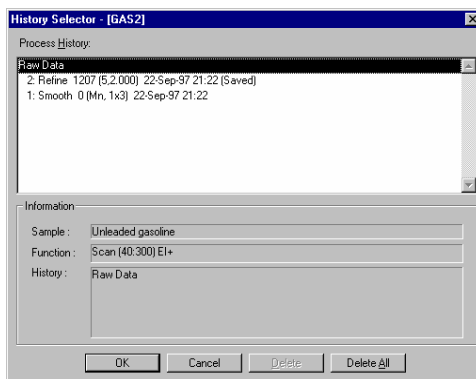 History Selector - [GAS2]
Process History:
Raw Data
2: Refine 1207 (5,2.000) 22-Sep-97 21:22 (Saved)
1: Smooth 0 (Mn, 1x3) 22-Sep-97 21:22
Information
Sample : Unleaded gasoline
Function : Scan (40:300) EI+
History : Raw Data
OK Cancel Delete Delete All